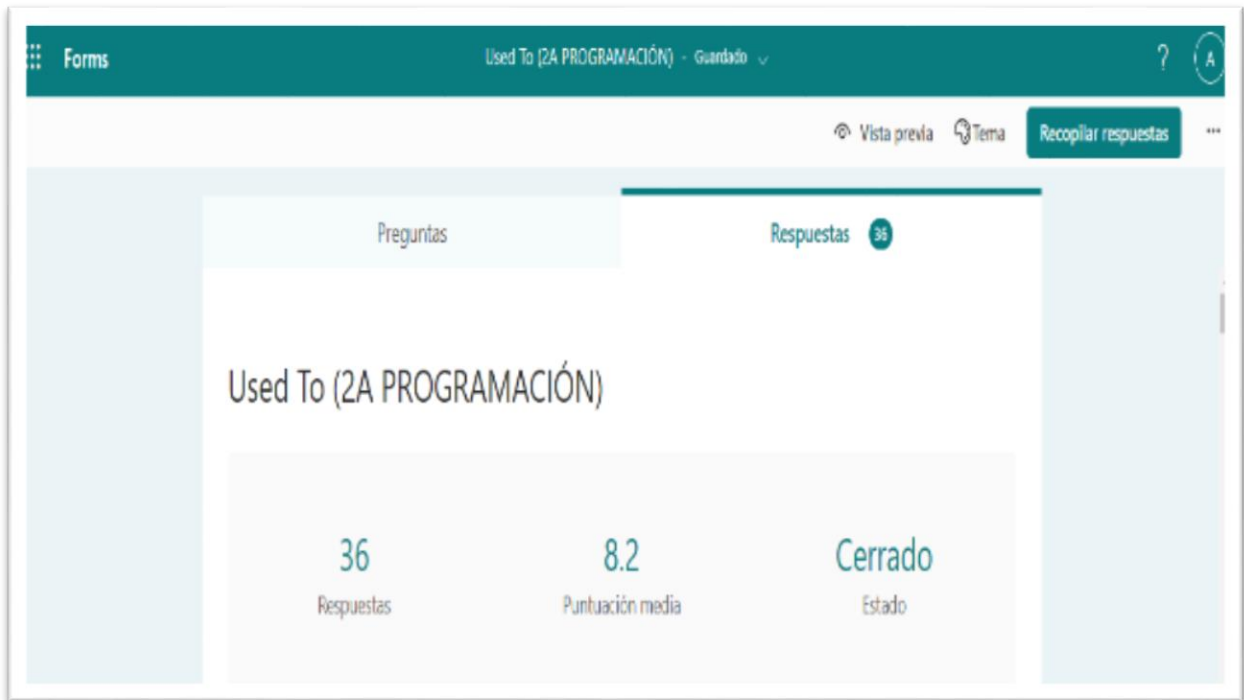 Forms
Used To (2A PROGRAMACIÓN) - Guardado
?
A
Vista previa
Tema
Recopilar respuestas
...
Preguntas
Respuestas 36
Used To (2A PROGRAMACIÓN)
36
8.2
Cerrado
Respuestas
Puntuación media
Estado